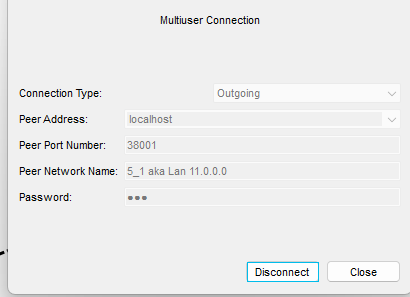 Multiuser Connection
Connection Type: Outgoing
Peer Address: localhost
Peer Port Number: 38001
Peer Network Name: 5_1 aka Lan 11.0.0.0
Password: ●●●
Disconnect Close